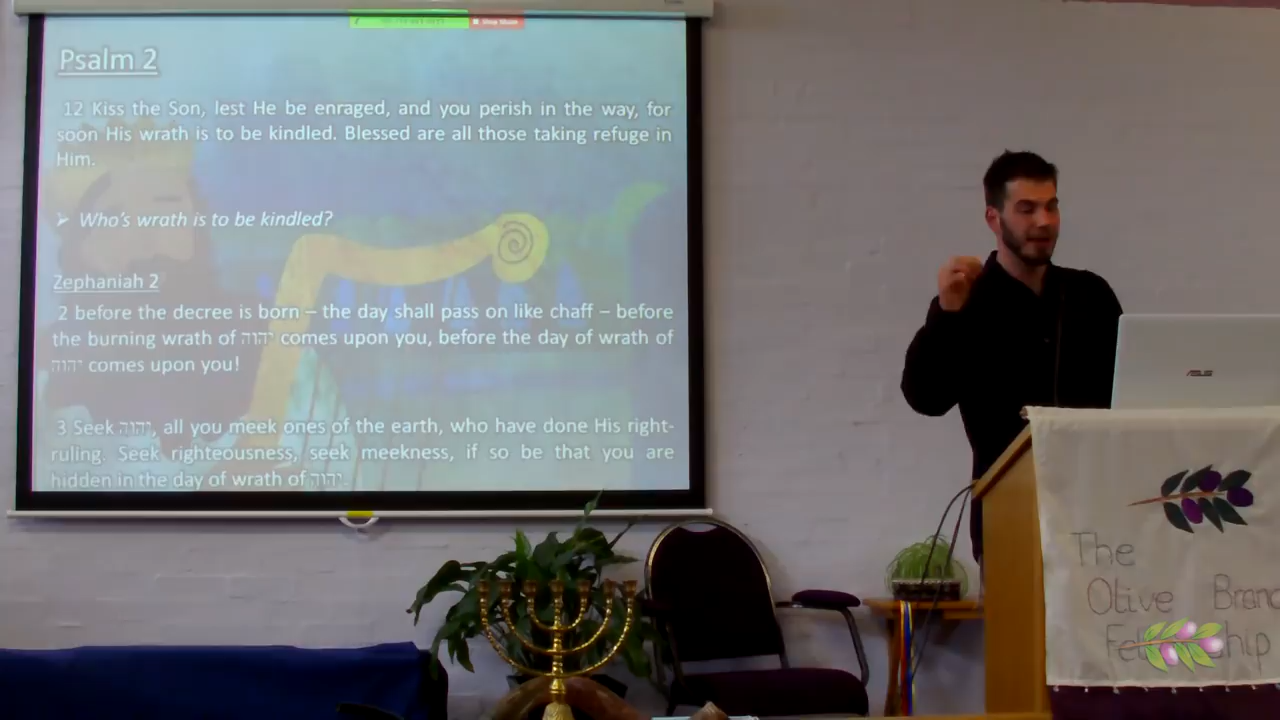 Stop Share
Psalm 2
12 Kiss the Son, lest He be enraged, and you perish in the way, for
soon His wrath is to be kindled. Blessed are all those taking refuge in
Him.
➢ Who's wrath is to be kindled?
Zephaniah 2
2 before the decree is born – the day shall pass on like chaff – before
the burning wrath of יהוה comes upon you, before the day of wrath of
יהוה comes upon you!
3 Seek יהוה, all you meek ones of the earth, who have done His right-
ruling. Seek righteousness, seek meekness, if so be that you are
hidden in the day of wrath of יהוה.
ASUS
The
Olive Branc